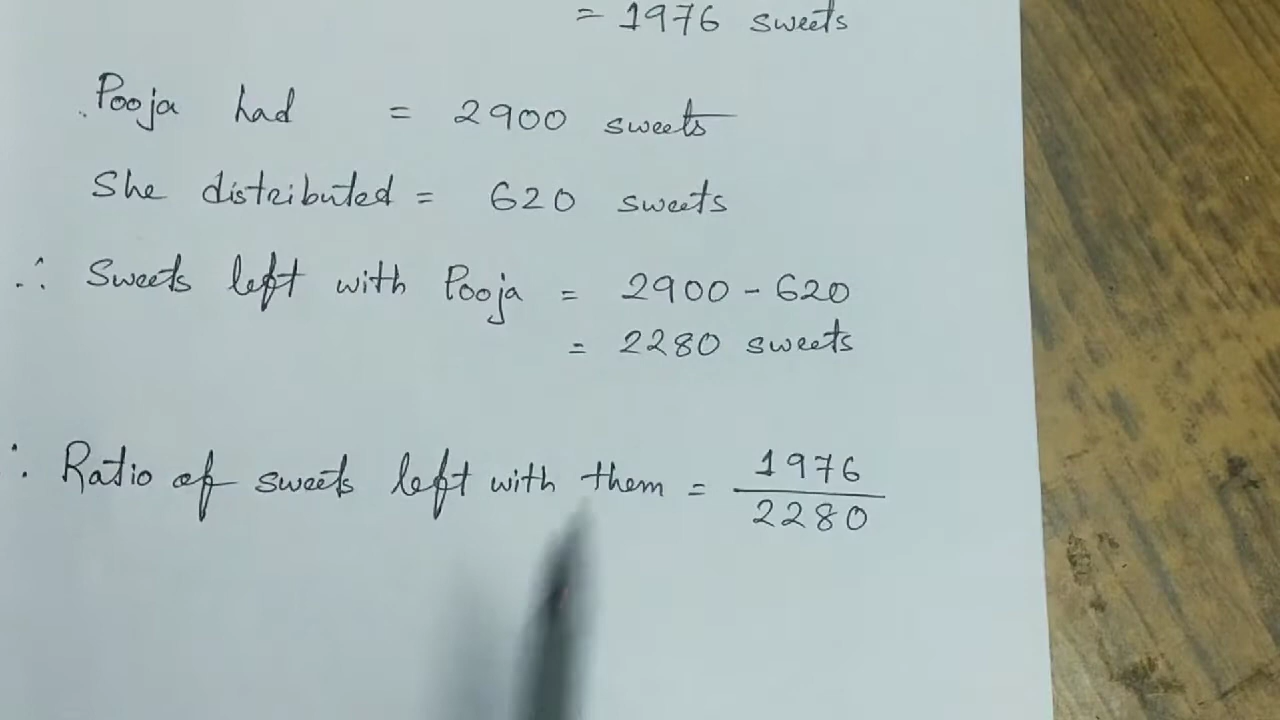 = 1976 sweets
Pooja had = 2900 sweets
She distributed = 620 sweets
∴ Sweets left with Pooja = 2900 - 620
= 2280 sweets
∴ Ratio of sweets left with them = 1976
2280